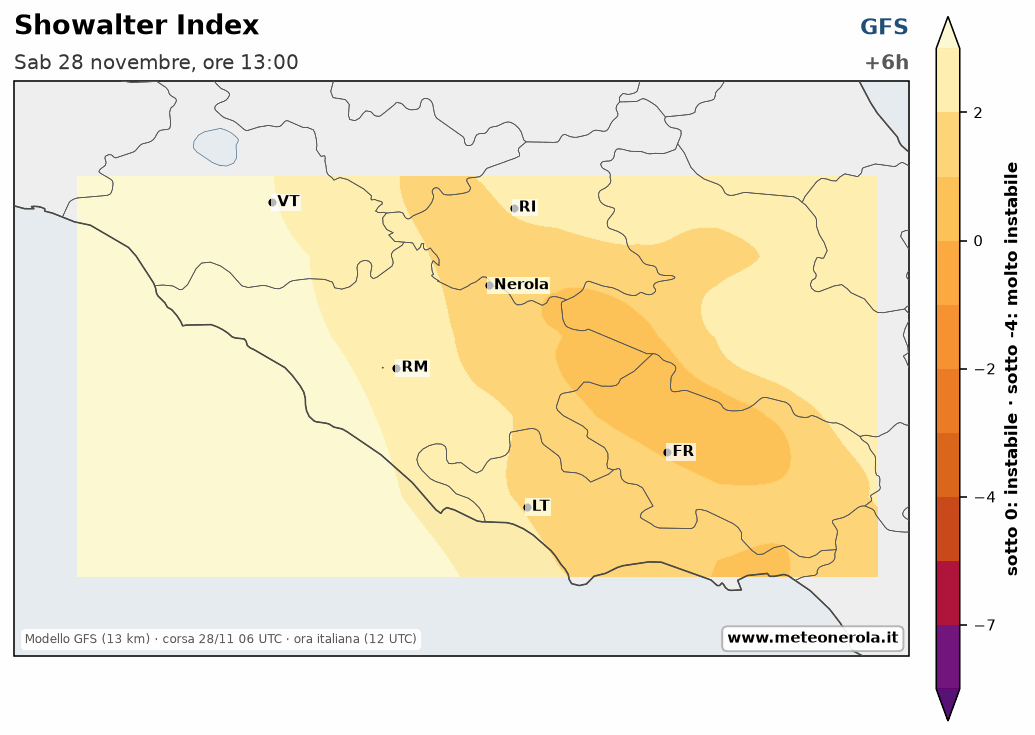 Showalter Index
GFS
Sab 28 novembre, ore 13:00
+6h
VT
RI
Nerola
RM
FR
LT
2
0
−2
−4
−7
sotto 0: instabile · sotto -4: molto instabile
Modello GFS (13 km) · corsa 28/11 06 UTC · ora italiana (12 UTC)
www.meteonerola.it